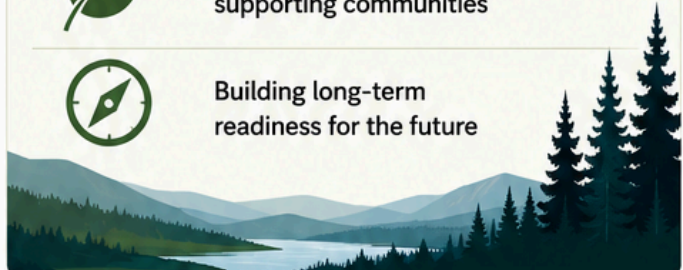 supporting communities
Building long-term
readiness for the future